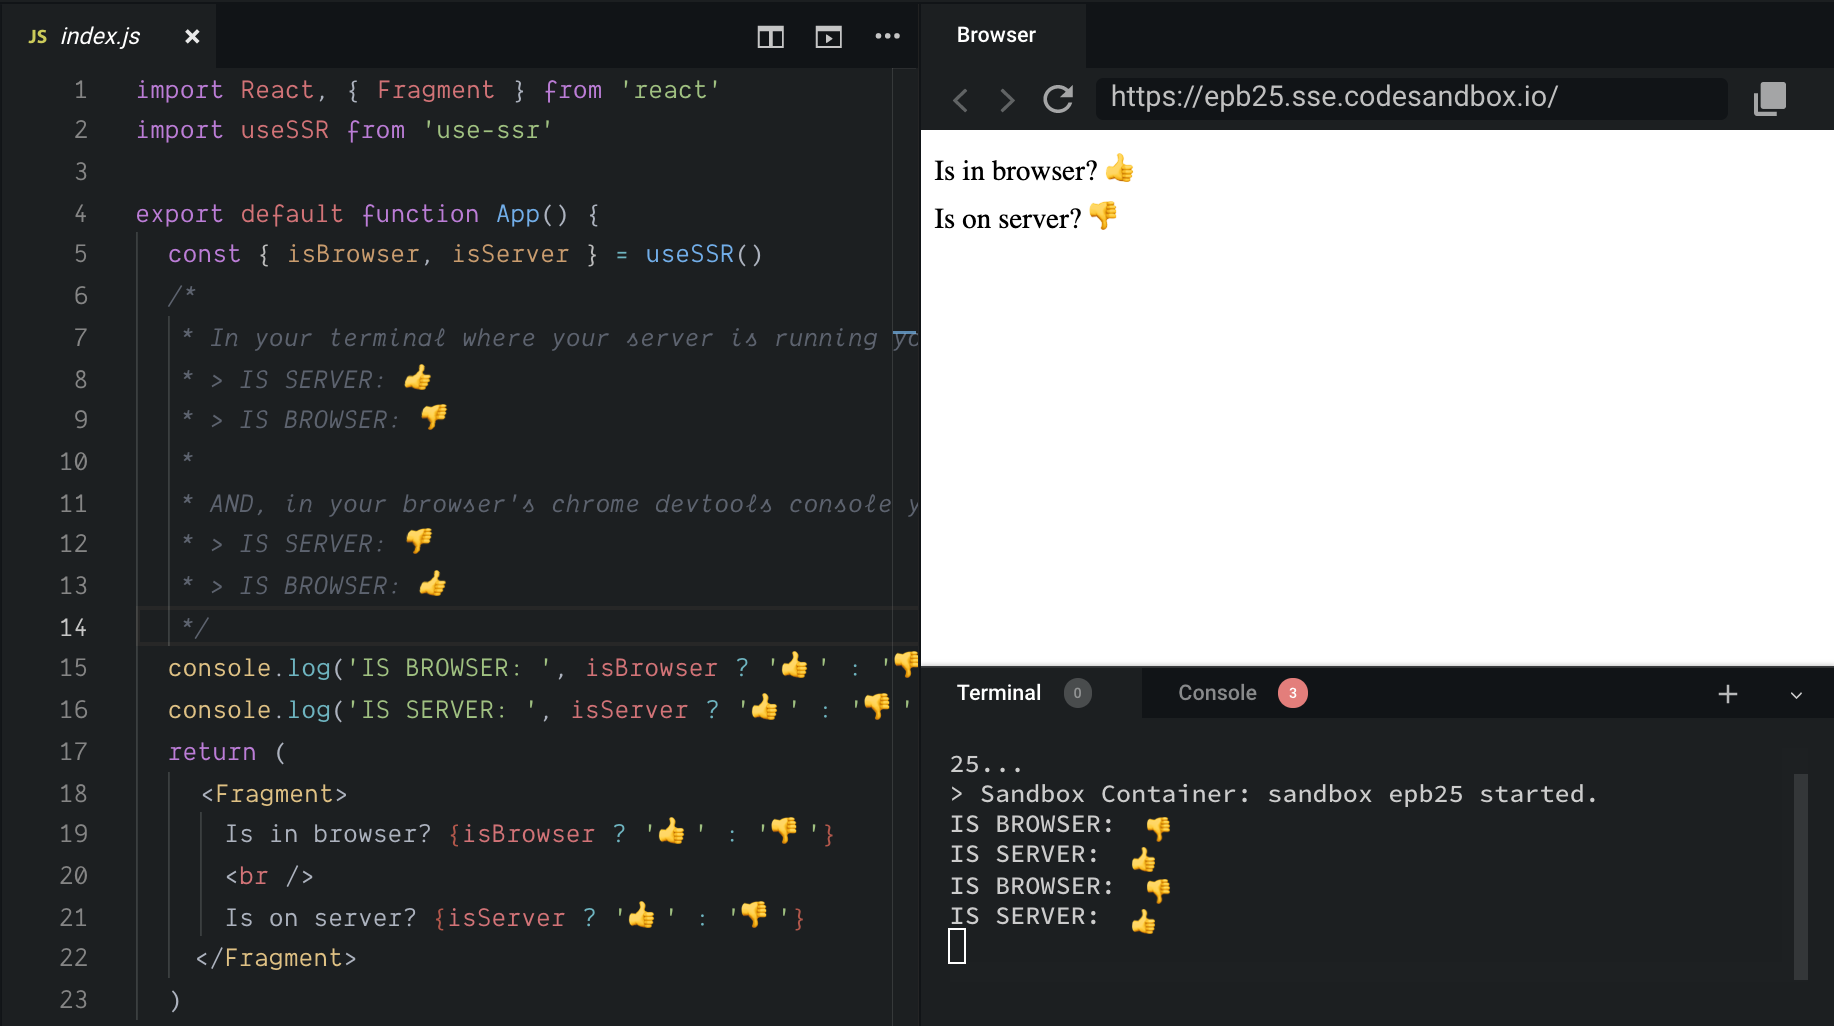 JS index.js ×
1 import React, { Fragment } from 'react'
2 import useSSR from 'use-ssr'
3
4 export default function App() {
5 const { isBrowser, isServer } = useSSR()
6 /*
7 * In your terminal where your server is running yo
8 * > IS SERVER: 👍
9 * > IS BROWSER: 👎
10 *
11 * AND, in your browser's chrome devtools console y
12 * > IS SERVER: 👎
13 * > IS BROWSER: 👍
14 */
15 console.log('IS BROWSER: ', isBrowser ? '👍 ' : '👎
16 console.log('IS SERVER: ', isServer ? '👍 ' : '👎 '
17 return (
18 <Fragment>
19 Is in browser? {isBrowser ? '👍 ' : '👎 '}
20 <br />
21 Is on server? {isServer ? '👍 ' : '👎 '}
22 </Fragment>
23 )
Browser
https://epb25.sse.codesandbox.io/
Is in browser? 👍
Is on server? 👎
Terminal 0 Console 3
25...
> Sandbox Container: sandbox epb25 started.
IS BROWSER: 👎
IS SERVER: 👍
IS BROWSER: 👎
IS SERVER: 👍